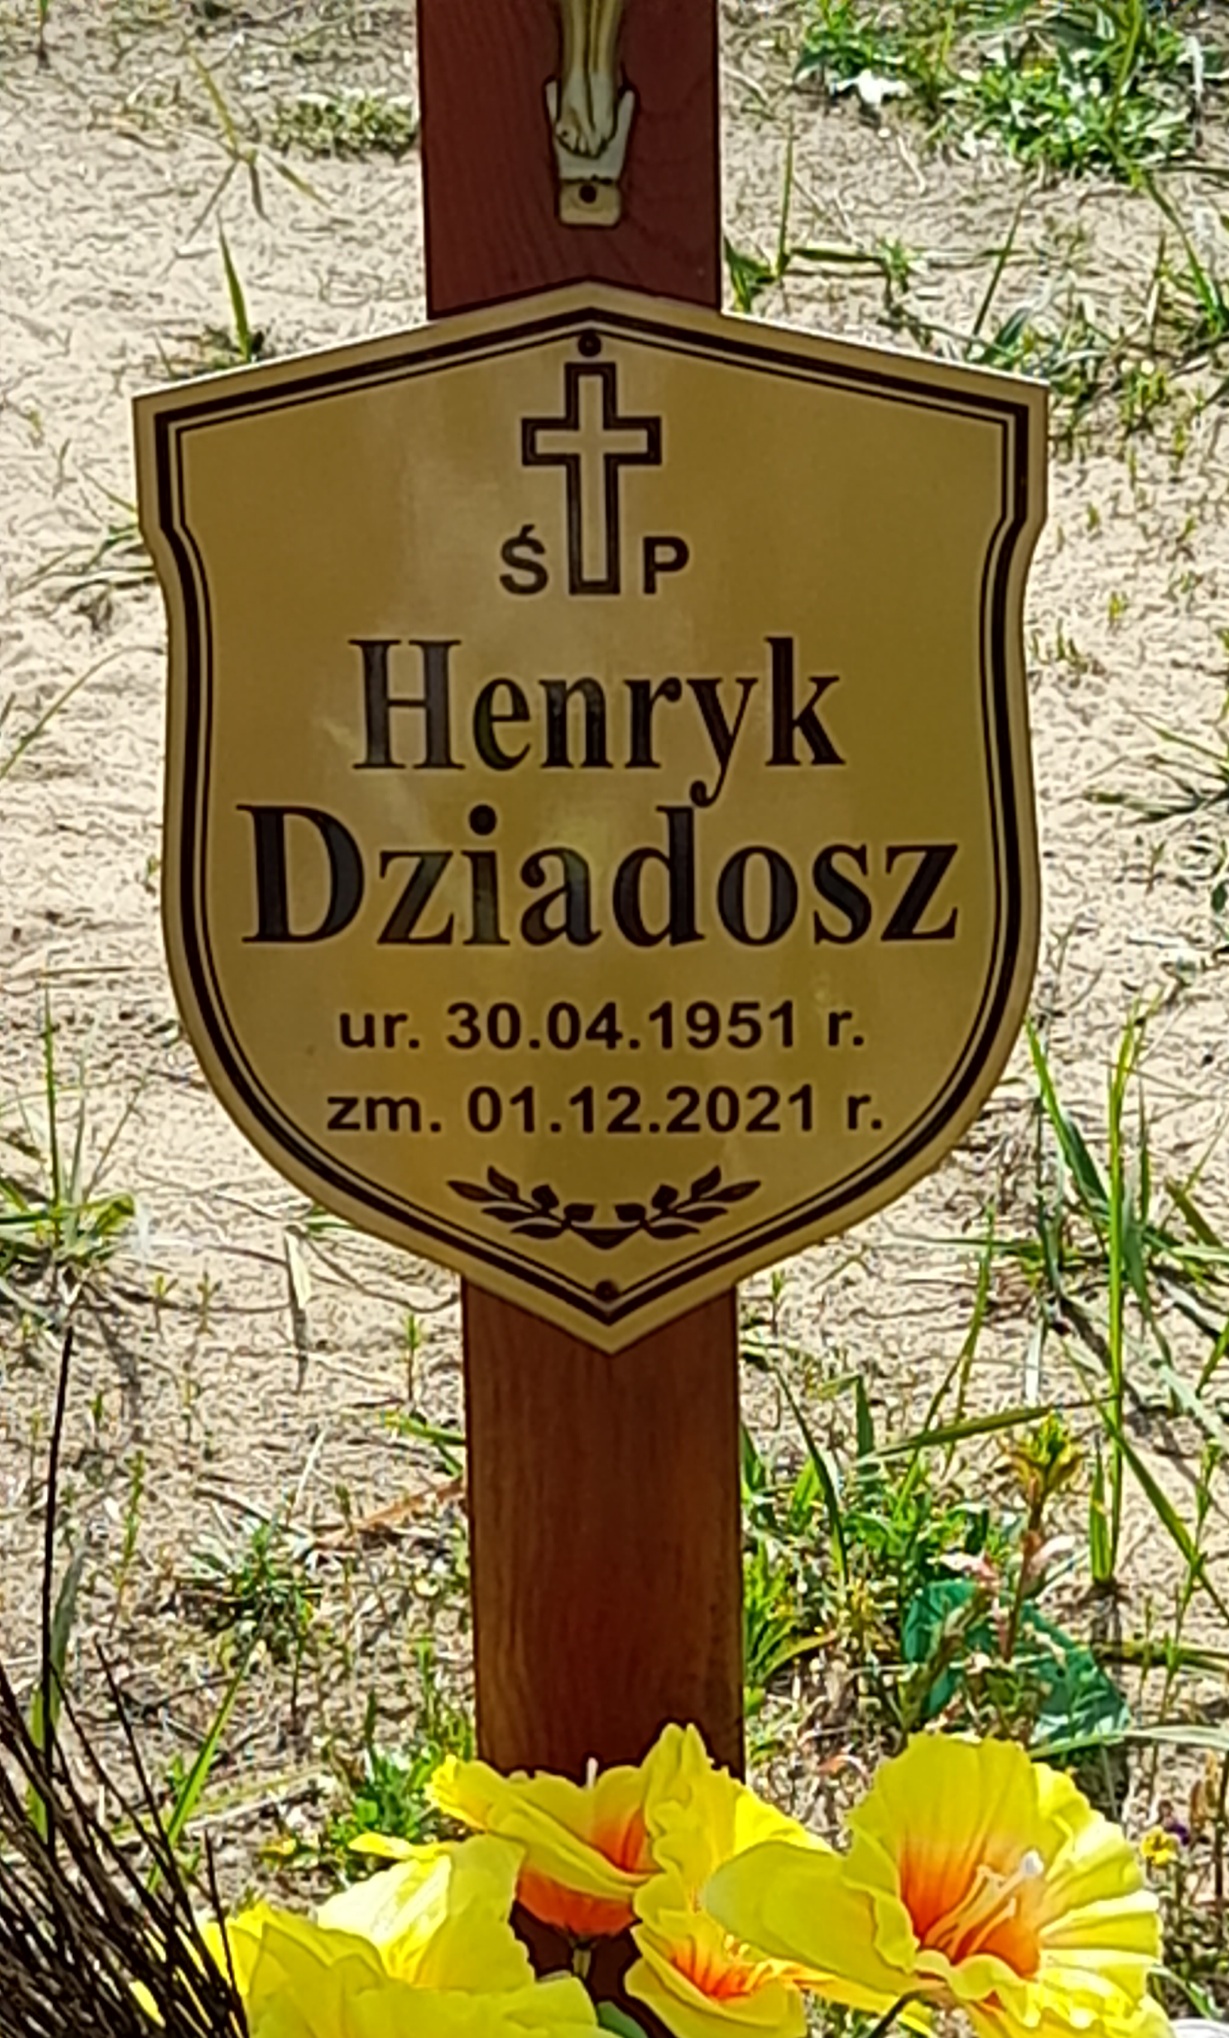 Ś P
Henryk
Dziadosz
ur. 30.04.1951 r.
zm. 01.12.2021 r.